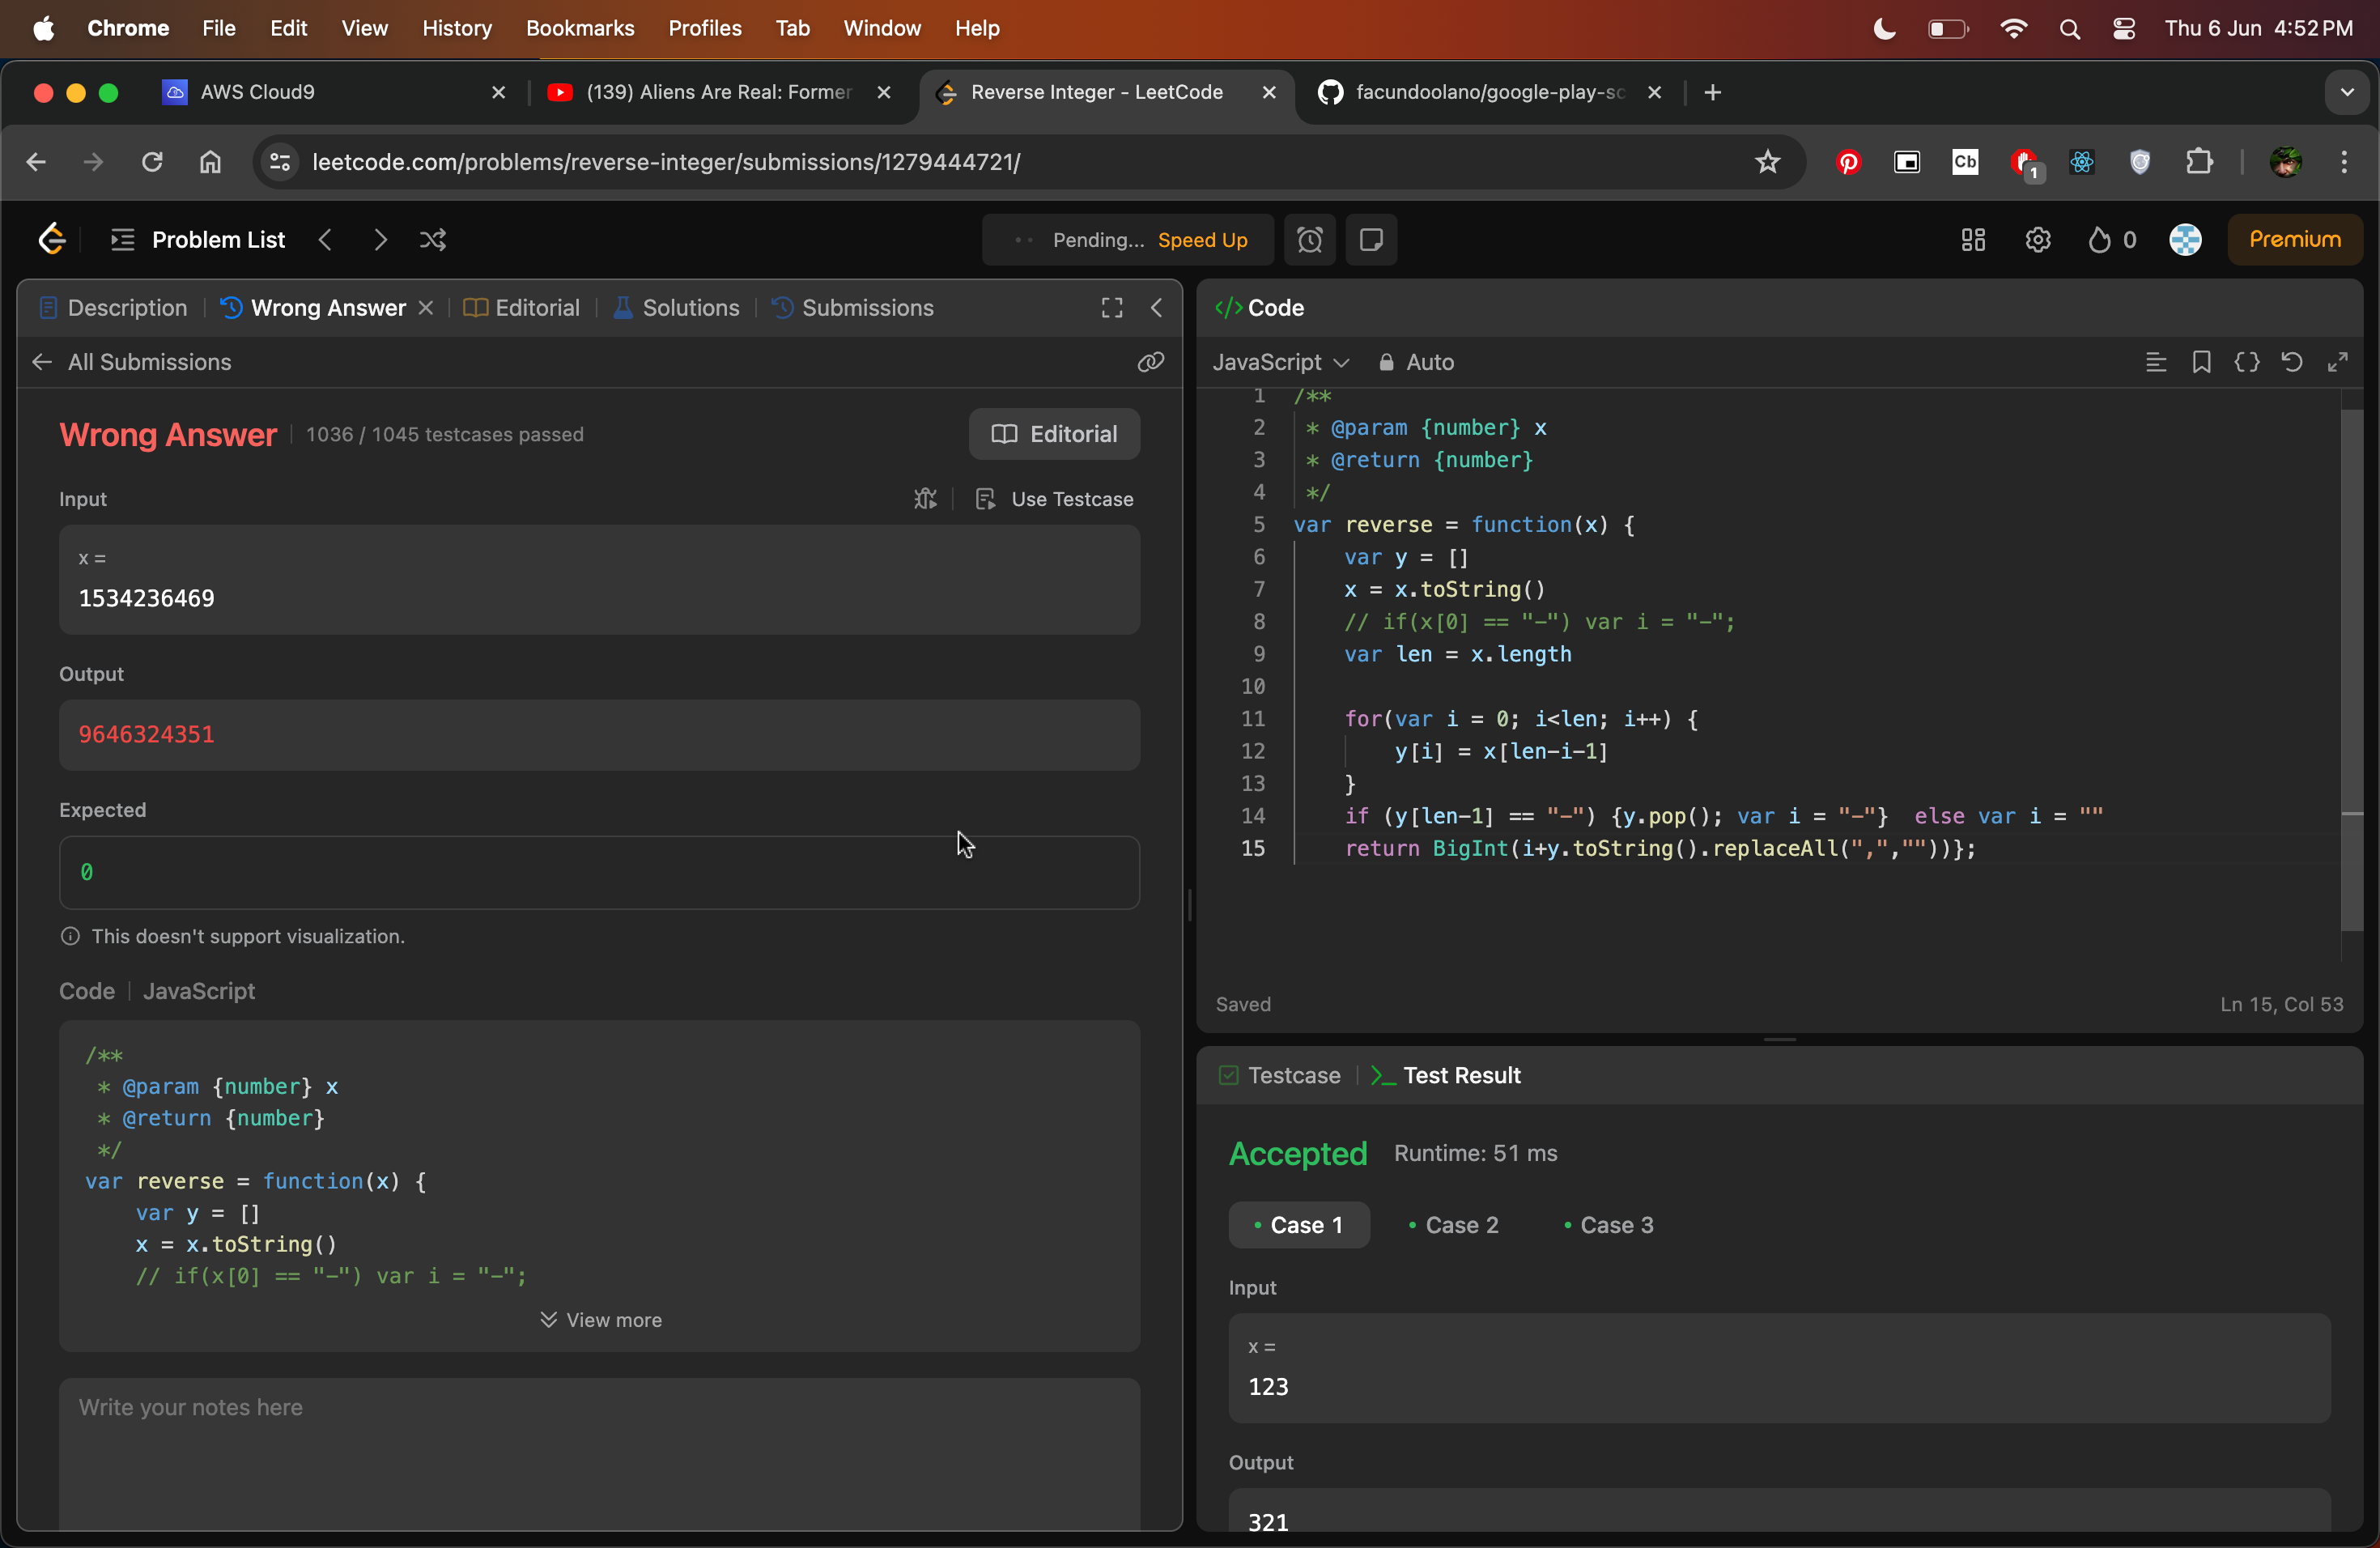 Chrome File Edit View History Bookmarks Profiles Tab Window Help Thu 6 Jun 4:52 PM
AWS Cloud9 (139) Aliens Are Real: Former Reverse Integer - LeetCode facundoolano/google-play-sc
leetcode.com/problems/reverse-integer/submissions/1279444721/ Cb 1
Problem List Pending... Speed Up 0 Premium
Description Wrong Answer Editorial Solutions Submissions
All Submissions
Wrong Answer 1036 / 1045 testcases passed Editorial
Input Use Testcase
x =
1534236469
Output
9646324351
Expected
0
This doesn't support visualization.
Code JavaScript
/**
 * @param {number} x
 * @return {number}
 */
var reverse = function(x) {
    var y = []
    x = x.toString()
    // if(x[0] == "-") var i = "-";
View more
Write your notes here
</> Code
JavaScript Auto
1 /**
2  * @param {number} x
3  * @return {number}
4  */
5 var reverse = function(x) {
6     var y = []
7     x = x.toString()
8     // if(x[0] == "-") var i = "-";
9     var len = x.length
10
11     for(var i = 0; i<len; i++) {
12         y[i] = x[len-i-1]
13     }
14     if (y[len-1] == "-") {y.pop(); var i = "-"}  else var i = ""
15     return BigInt(i+y.toString().replaceAll(",",""))};
Saved Ln 15, Col 53
Testcase Test Result
Accepted Runtime: 51 ms
Case 1 Case 2 Case 3
Input
x =
123
Output
321